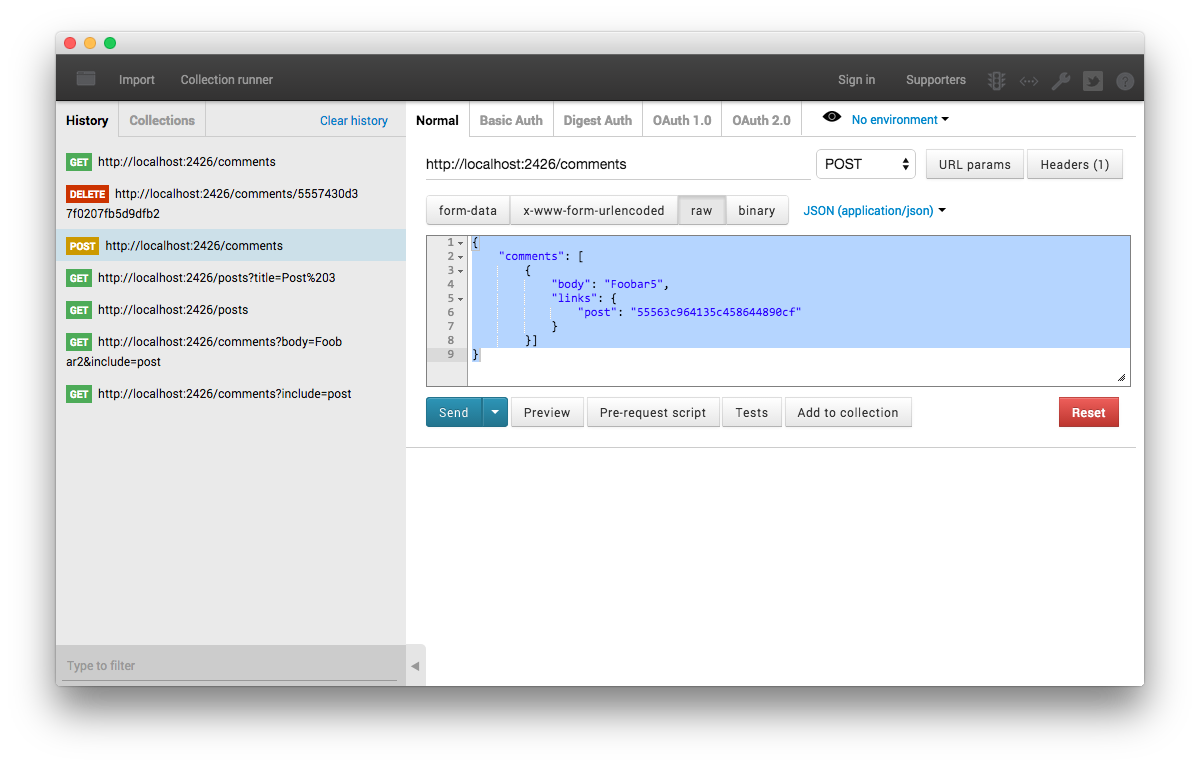 Import Collection runner Sign in Supporters
History Collections Clear history
GET http://localhost:2426/comments
DELETE http://localhost:2426/comments/5557430d3
7f0207fb5d9dfb2
POST http://localhost:2426/comments
GET http://localhost:2426/posts?title=Post%203
GET http://localhost:2426/posts
GET http://localhost:2426/comments?body=Foob
ar2&include=post
GET http://localhost:2426/comments?include=post
Type to filter
Normal Basic Auth Digest Auth OAuth 1.0 OAuth 2.0 No environment
http://localhost:2426/comments POST URL params Headers (1)
form-data x-www-form-urlencoded raw binary JSON (application/json)
1 {
2 "comments": [
3 {
4 "body": "Foobar5",
5 "links": {
6 "post": "55563c964135c458644890cf"
7 }
8 }]
9 }
Send Preview Pre-request script Tests Add to collection Reset